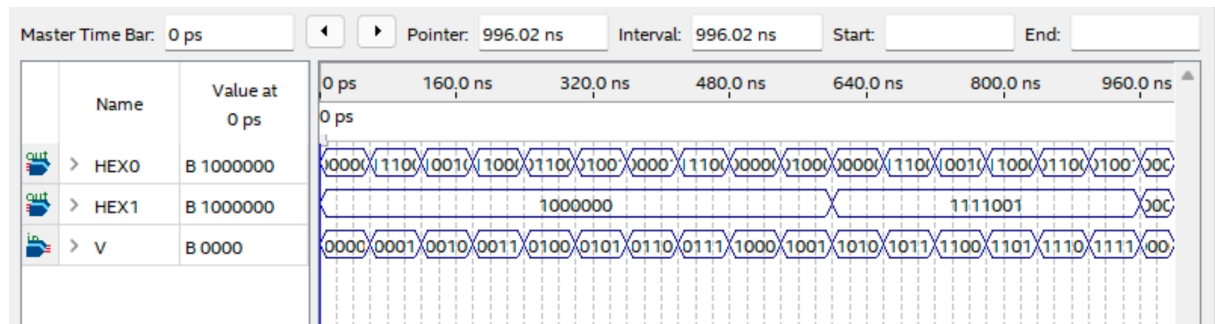 Master Time Bar: 0 ps Pointer: 996.02 ns Interval: 996.02 ns Start: End:
Name Value at 0 ps
0 ps 160.0 ns 320.0 ns 480.0 ns 640.0 ns 800.0 ns 960.0 ns
0 ps
out > HEX0 B 1000000
out > HEX1 B 1000000 1000000 1111001
in > V B 0000 0000 0001 0010 0011 0100 0101 0110 0111 1000 1001 1010 1011 1100 1101 1110 1111